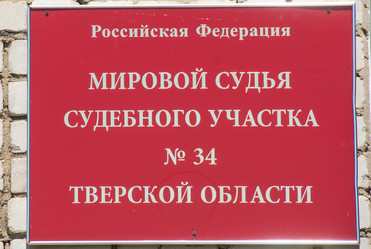 Российская Федерация
МИРОВОЙ СУДЬЯ
СУДЕБНОГО УЧАСТКА
№ 34
ТВЕРСКОЙ ОБЛАСТИ